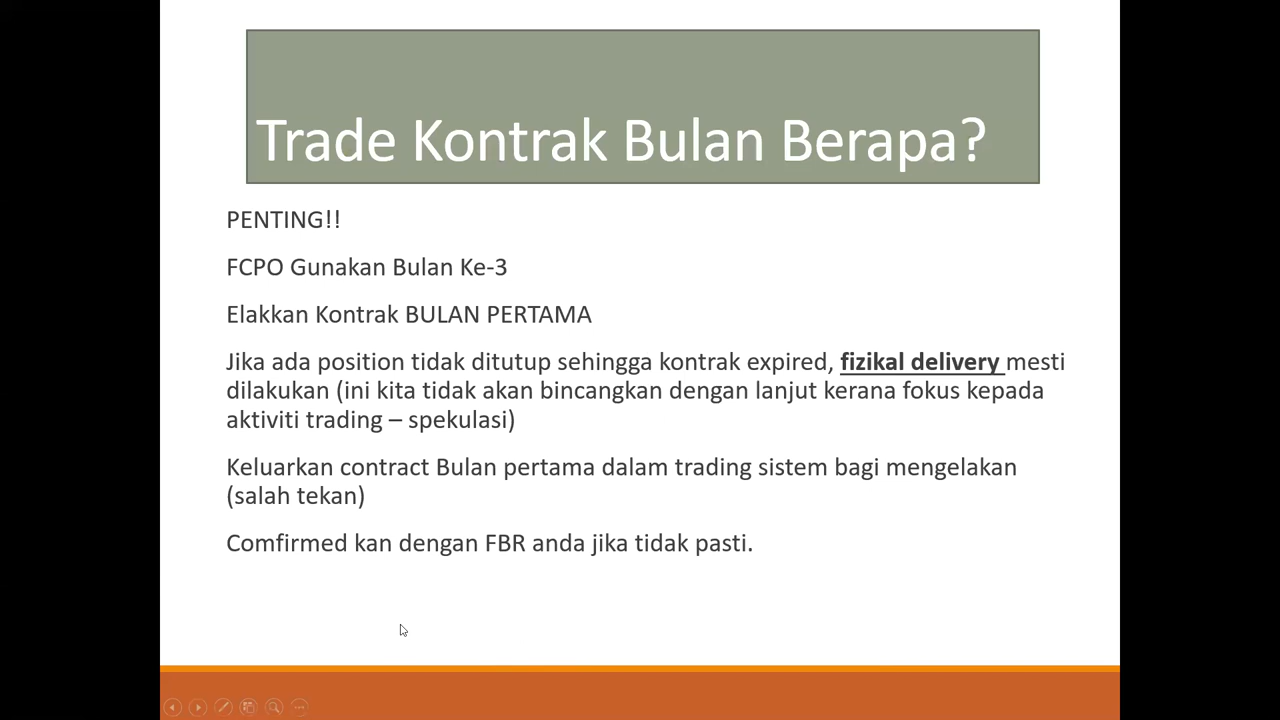 Trade Kontrak Bulan Berapa?
PENTING!!
FCPO Gunakan Bulan Ke-3
Elakkan Kontrak BULAN PERTAMA
Jika ada position tidak ditutup sehingga kontrak expired, fizikal delivery mesti
dilakukan (ini kita tidak akan bincangkan dengan lanjut kerana fokus kepada
aktiviti trading – spekulasi)
Keluarkan contract Bulan pertama dalam trading sistem bagi mengelakan
(salah tekan)
Comfirmed kan dengan FBR anda jika tidak pasti.